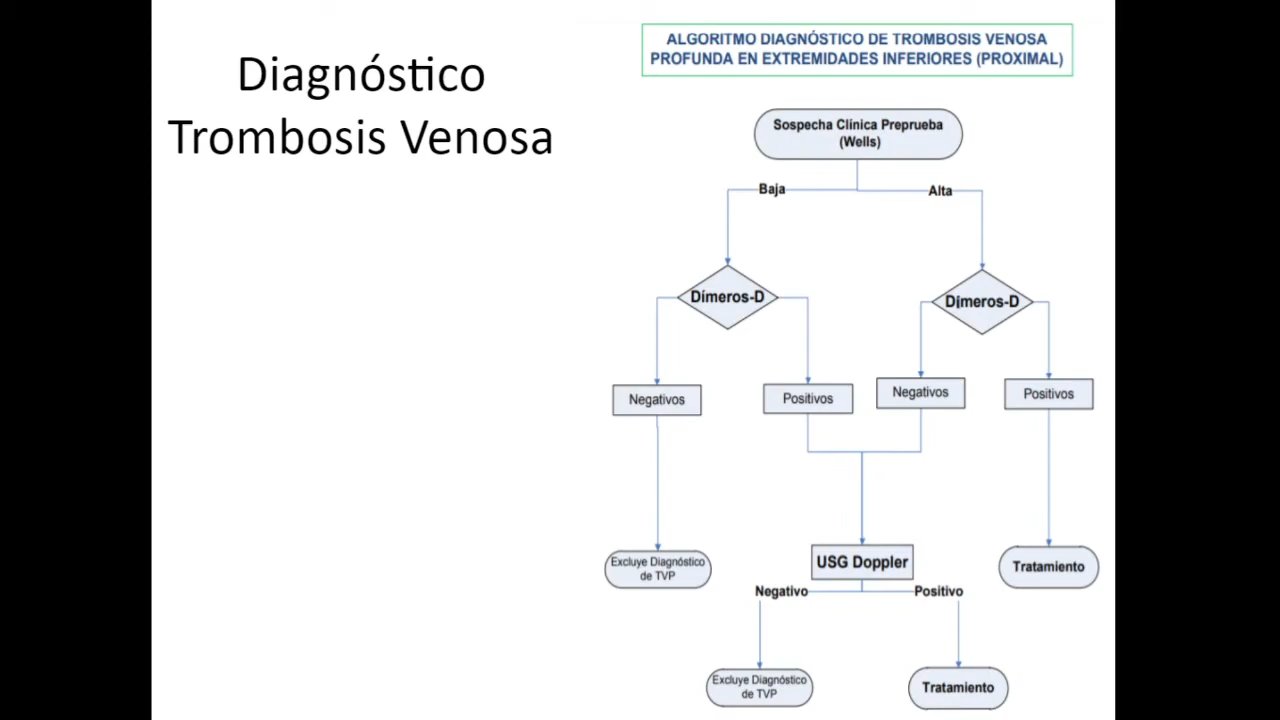 Diagnóstico
Trombosis Venosa
ALGORITMO DIAGNÓSTICO DE TROMBOSIS VENOSA
PROFUNDA EN EXTREMIDADES INFERIORES (PROXIMAL)
Sospecha Clínica Preprueba
(Wells)
Baja
Alta
Dímeros-D
Dímeros-D
Negativos
Positivos
Negativos
Positivos
Excluye Diagnóstico
de TVP
USG Doppler
Tratamiento
Negativo
Positivo
Excluye Diagnóstico
de TVP
Tratamiento